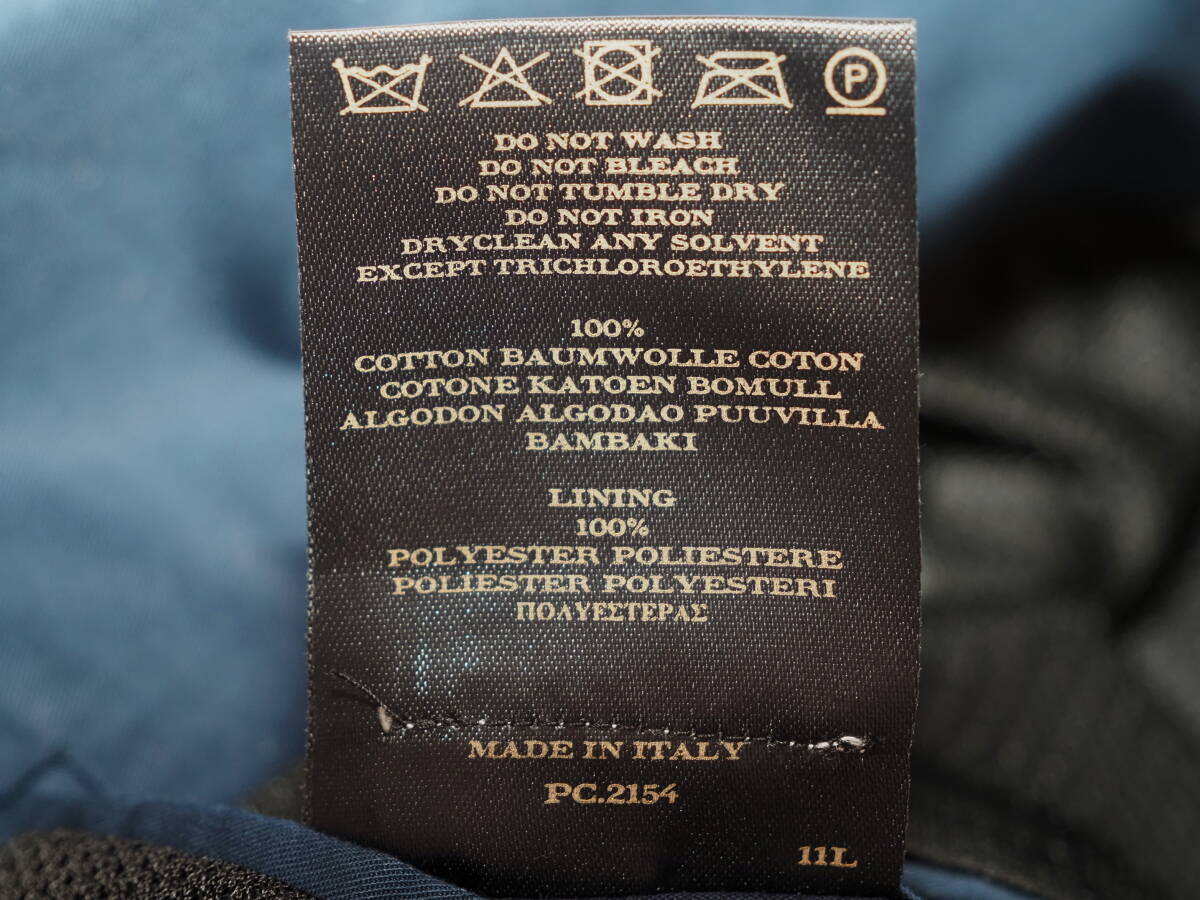 P
DO NOT WASH
DO NOT BLEACH
DO NOT TUMBLE DRY
DO NOT IRON
DRYCLEAN ANY SOLVENT
EXCEPT TRICHLOROETHYLENE
100%
COTTON BAUMWOLLE COTON
COTONE KATOEN BOMULL
ALGODON ALGODAO PUUVILLA
BAMBAKI
LINING
100%
POLYESTER POLIESTERE
POLIESTER POLYESTERI
ΠΟΛΥΕΣΤΕΡΑΣ
MADE IN ITALY
PC.2154
11L